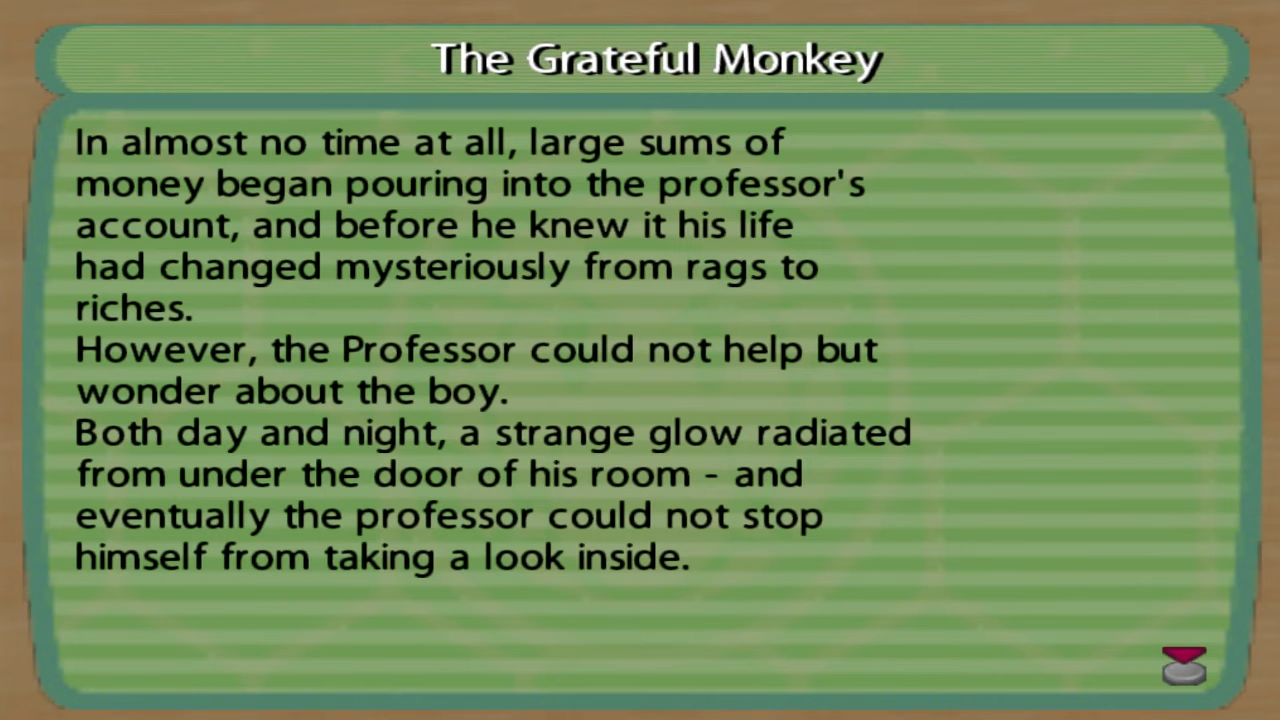 The Grateful Monkey
In almost no time at all, large sums of
money began pouring into the professor's
account, and before he knew it his life
had changed mysteriously from rags to
riches.
However, the Professor could not help but
wonder about the boy.
Both day and night, a strange glow radiated
from under the door of his room - and
eventually the professor could not stop
himself from taking a look inside.